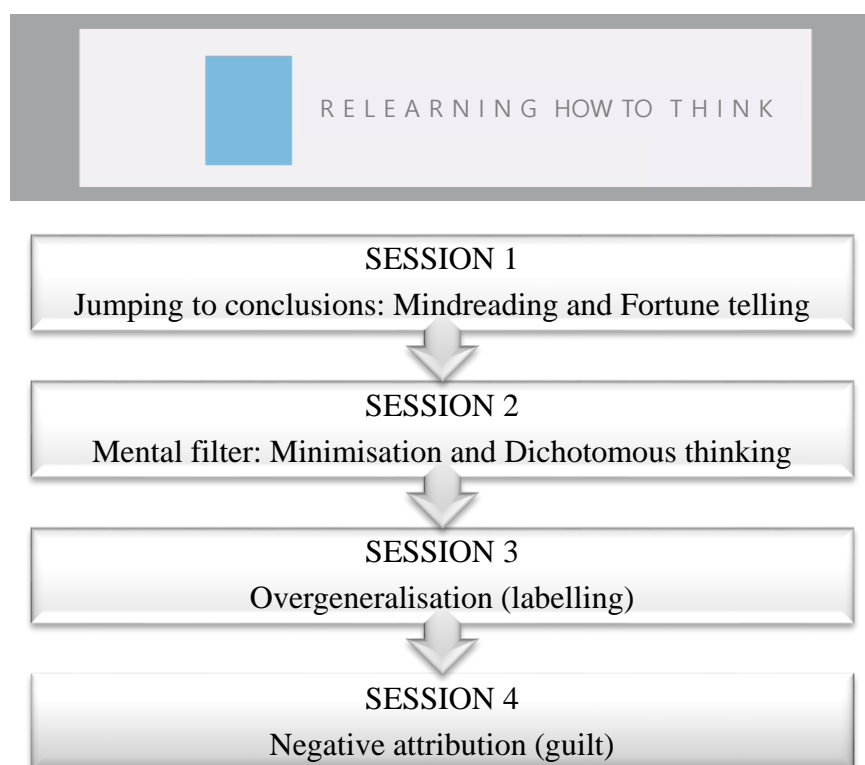 RELEARNING HOW TO THINK
SESSION 1
Jumping to conclusions: Mindreading and Fortune telling
SESSION 2
Mental filter: Minimisation and Dichotomous thinking
SESSION 3
Overgeneralisation (labelling)
SESSION 4
Negative attribution (guilt)